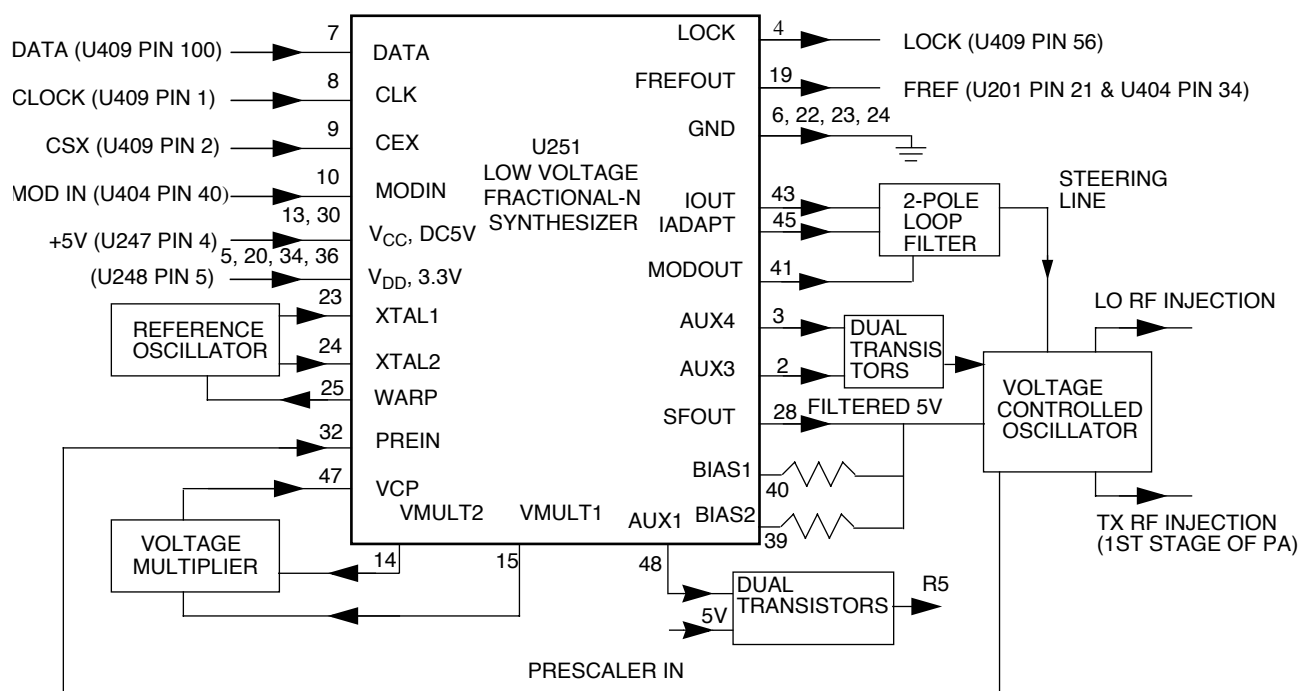 DATA (U409 PIN 100)
7
DATA
CLOCK (U409 PIN 1)
8
CLK
CSX (U409 PIN 2)
9
CEX
MOD IN (U404 PIN 40)
10
MODIN
13, 30
+5V (U247 PIN 4)
VCC, DC5V
5, 20, 34, 36
(U248 PIN 5)
VDD, 3.3V
REFERENCE
OSCILLATOR
23
XTAL1
24
XTAL2
25
WARP
32
PREIN
47
VCP
VOLTAGE
MULTIPLIER
VMULT2
14
VMULT1
15
AUX1
48
U251
LOW VOLTAGE
FRACTIONAL-N
SYNTHESIZER
LOCK
4
LOCK (U409 PIN 56)
FREFOUT
19
FREF (U201 PIN 21 & U404 PIN 34)
GND
6, 22, 23, 24
IOUT
43
IADAPT
45
2-POLE
LOOP
FILTER
STEERING
LINE
MODOUT
41
AUX4
3
AUX3
2
DUAL
TRANSIS
TORS
LO RF INJECTION
VOLTAGE
CONTROLLED
OSCILLATOR
SFOUT
28
FILTERED 5V
BIAS1
40
BIAS2
39
TX RF INJECTION
(1ST STAGE OF PA)
5V
DUAL
TRANSISTORS
R5
PRESCALER IN